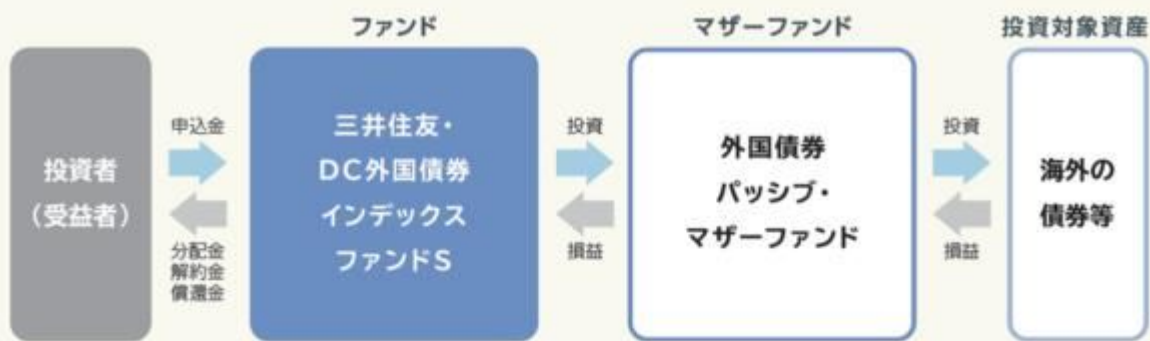 ファンド
マザーファンド
投資対象資産
投資者
（受益者）
申込金
分配金
解約金
償還金
三井住友・
DC外国債券
インデックス
ファンドS
投資
損益
外国債券
パッシブ・
マザーファンド
投資
損益
海外の
債券等